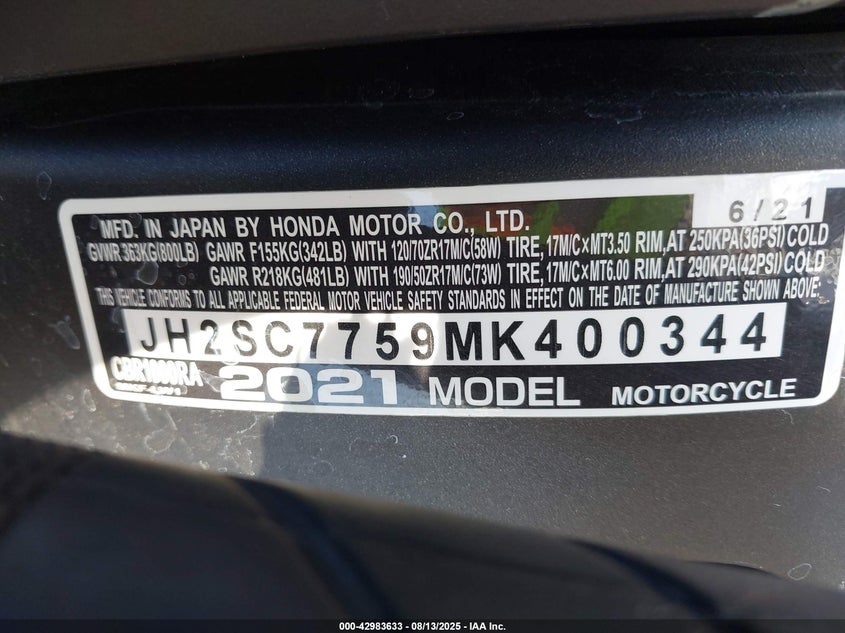 6/21
MFD. IN JAPAN BY HONDA MOTOR CO., LTD.
GVWR 363KG(800LB) GAWR F155KG(342LB) WITH 120/70ZR17M/C(58W) TIRE, 17M/C×MT3.50 RIM, AT 250KPA(36PSI) COLD
GAWR R218KG(481LB) WITH 190/50ZR17M/C(73W) TIRE, 17M/C×MT6.00 RIM, AT 290KPA(42PSI) COLD
THIS VEHICLE CONFORMS TO ALL APPLICABLE FEDERAL MOTOR VEHICLE SAFETY STANDARDS IN EFFECT ON THE DATE OF MANUFACTURE SHOWN ABOVE:
JH2SC7759MK400344
CBR1000RA 2021 MODEL MOTORCYCLE
000-42983633 - 08/13/2025 - IAA Inc.